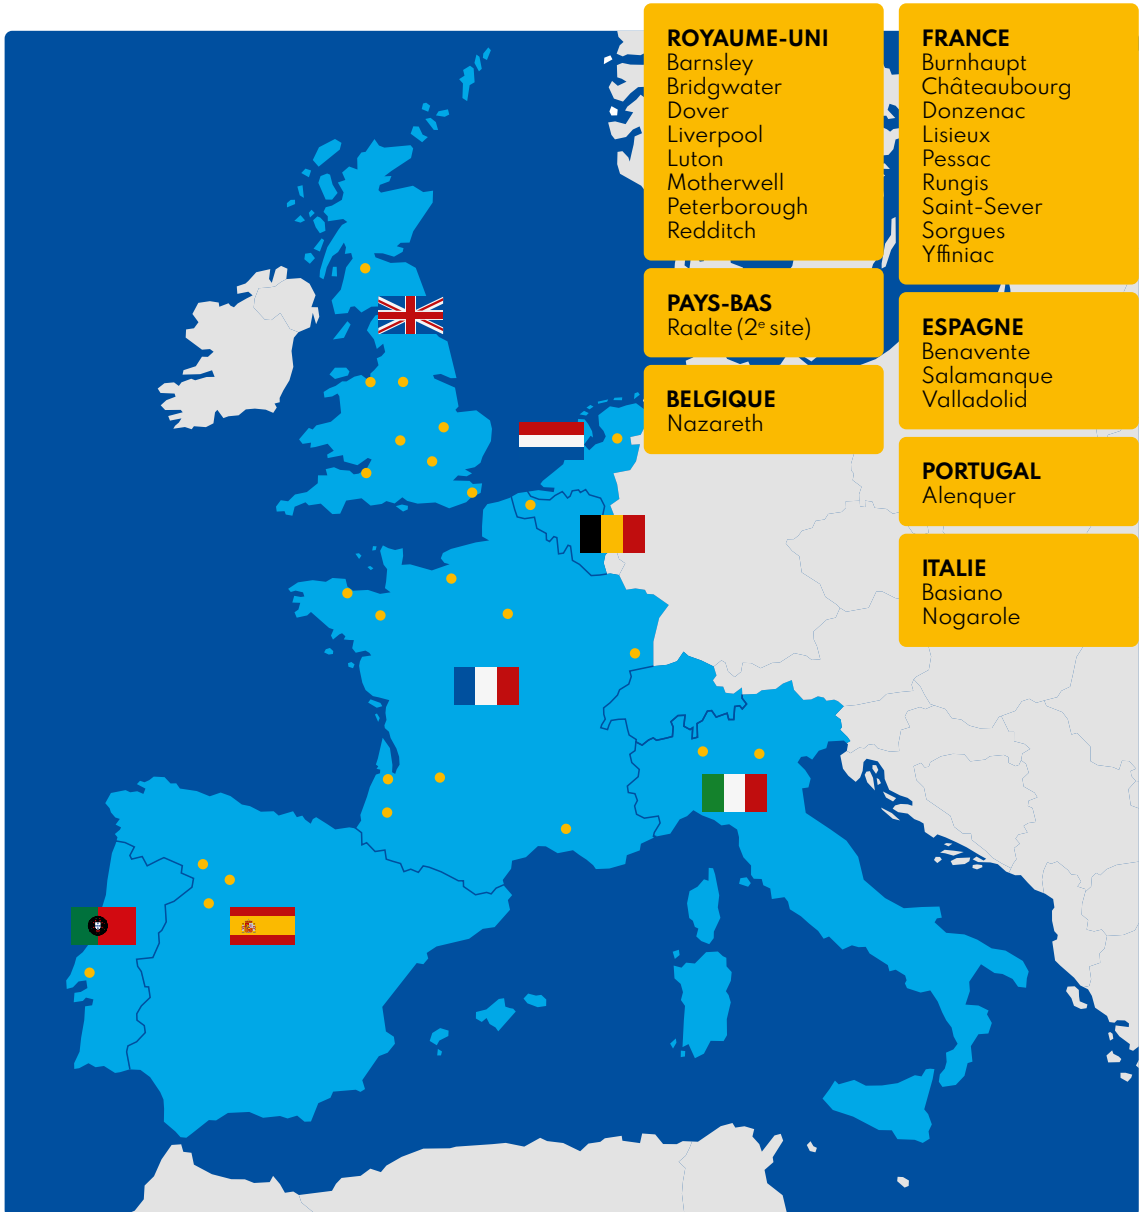 ROYAUME-UNI
Barnsley
Bridgwater
Dover
Liverpool
Luton
Motherwell
Peterborough
Redditch
PAYS-BAS
Raalte (2e site)
BELGIQUE
Nazareth
FRANCE
Burnhaupt
Châteaubourg
Donzenac
Lisieux
Pessac
Rungis
Saint-Sever
Sorgues
Yffiniac
ESPAGNE
Benavente
Salamanque
Valladolid
PORTUGAL
Alenquer
ITALIE
Basiano
Nogarole